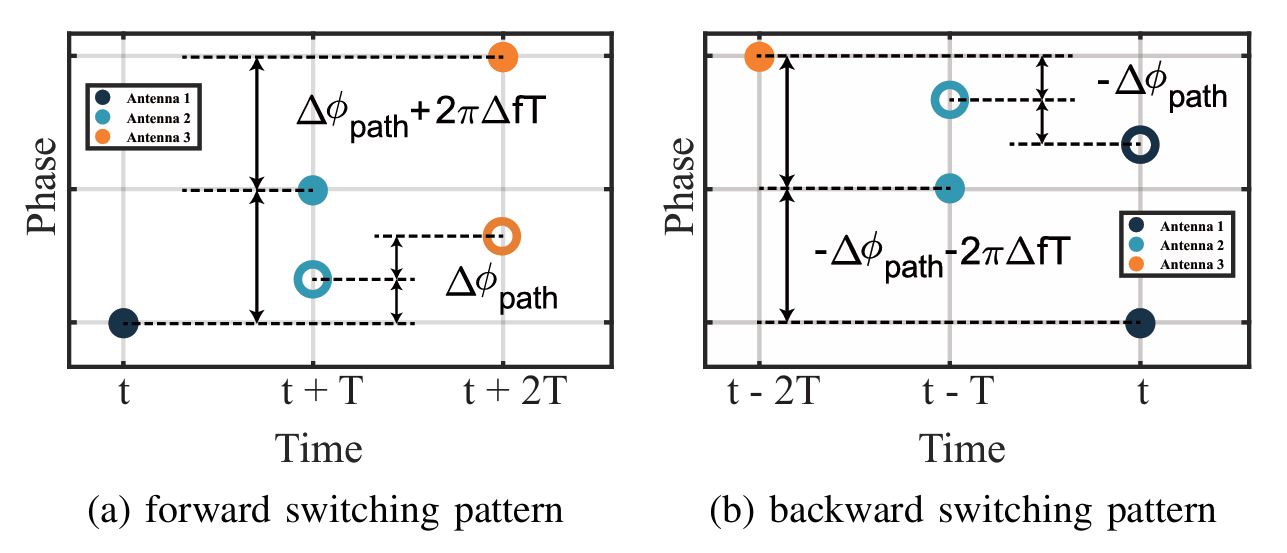 Phase
Antenna 1
Antenna 2
Antenna 3
Δϕpath+2πΔfT
Δϕpath
t
t + T
t + 2T
Time
(a) forward switching pattern
Phase
-Δϕpath
Antenna 1
Antenna 2
Antenna 3
-Δϕpath-2πΔfT
t - 2T
t - T
t
Time
(b) backward switching pattern